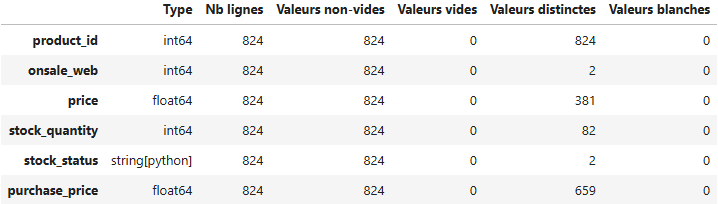 Type Nb lignes Valeurs non-vides Valeurs vides Valeurs distinctes Valeurs blanches
product_id int64 824 824 0 824 0
onsale_web int64 824 824 0 2 0
price float64 824 824 0 381 0
stock_quantity int64 824 824 0 82 0
stock_status string[python] 824 824 0 2 0
purchase_price float64 824 824 0 659 0